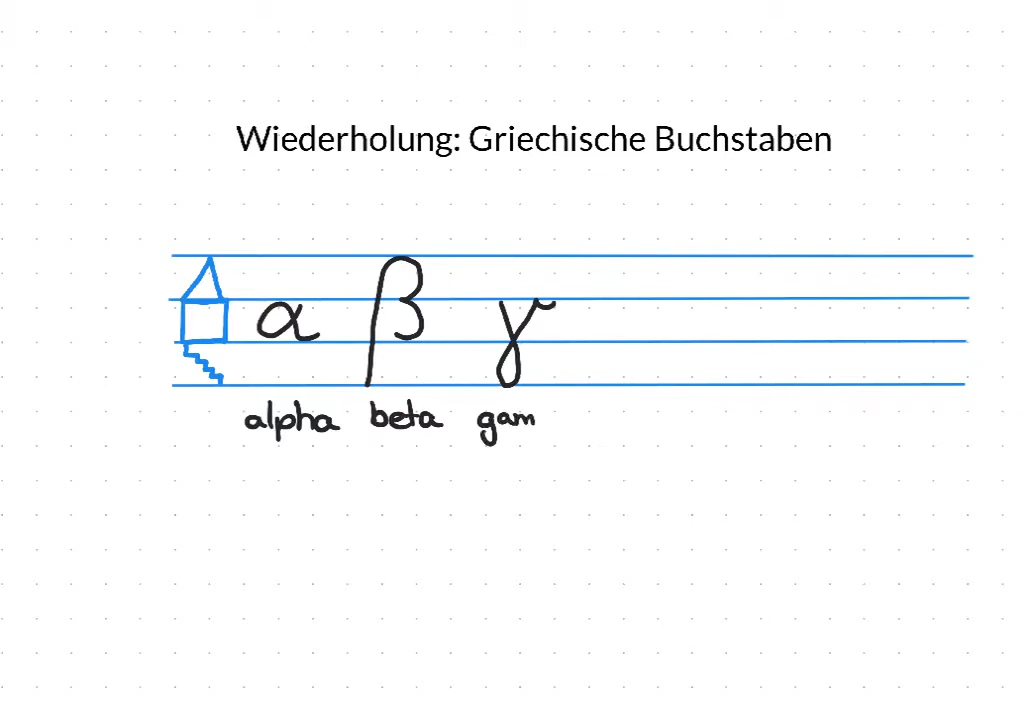 Wiederholung: Griechische Buchstaben
α β γ
alpha beta gam